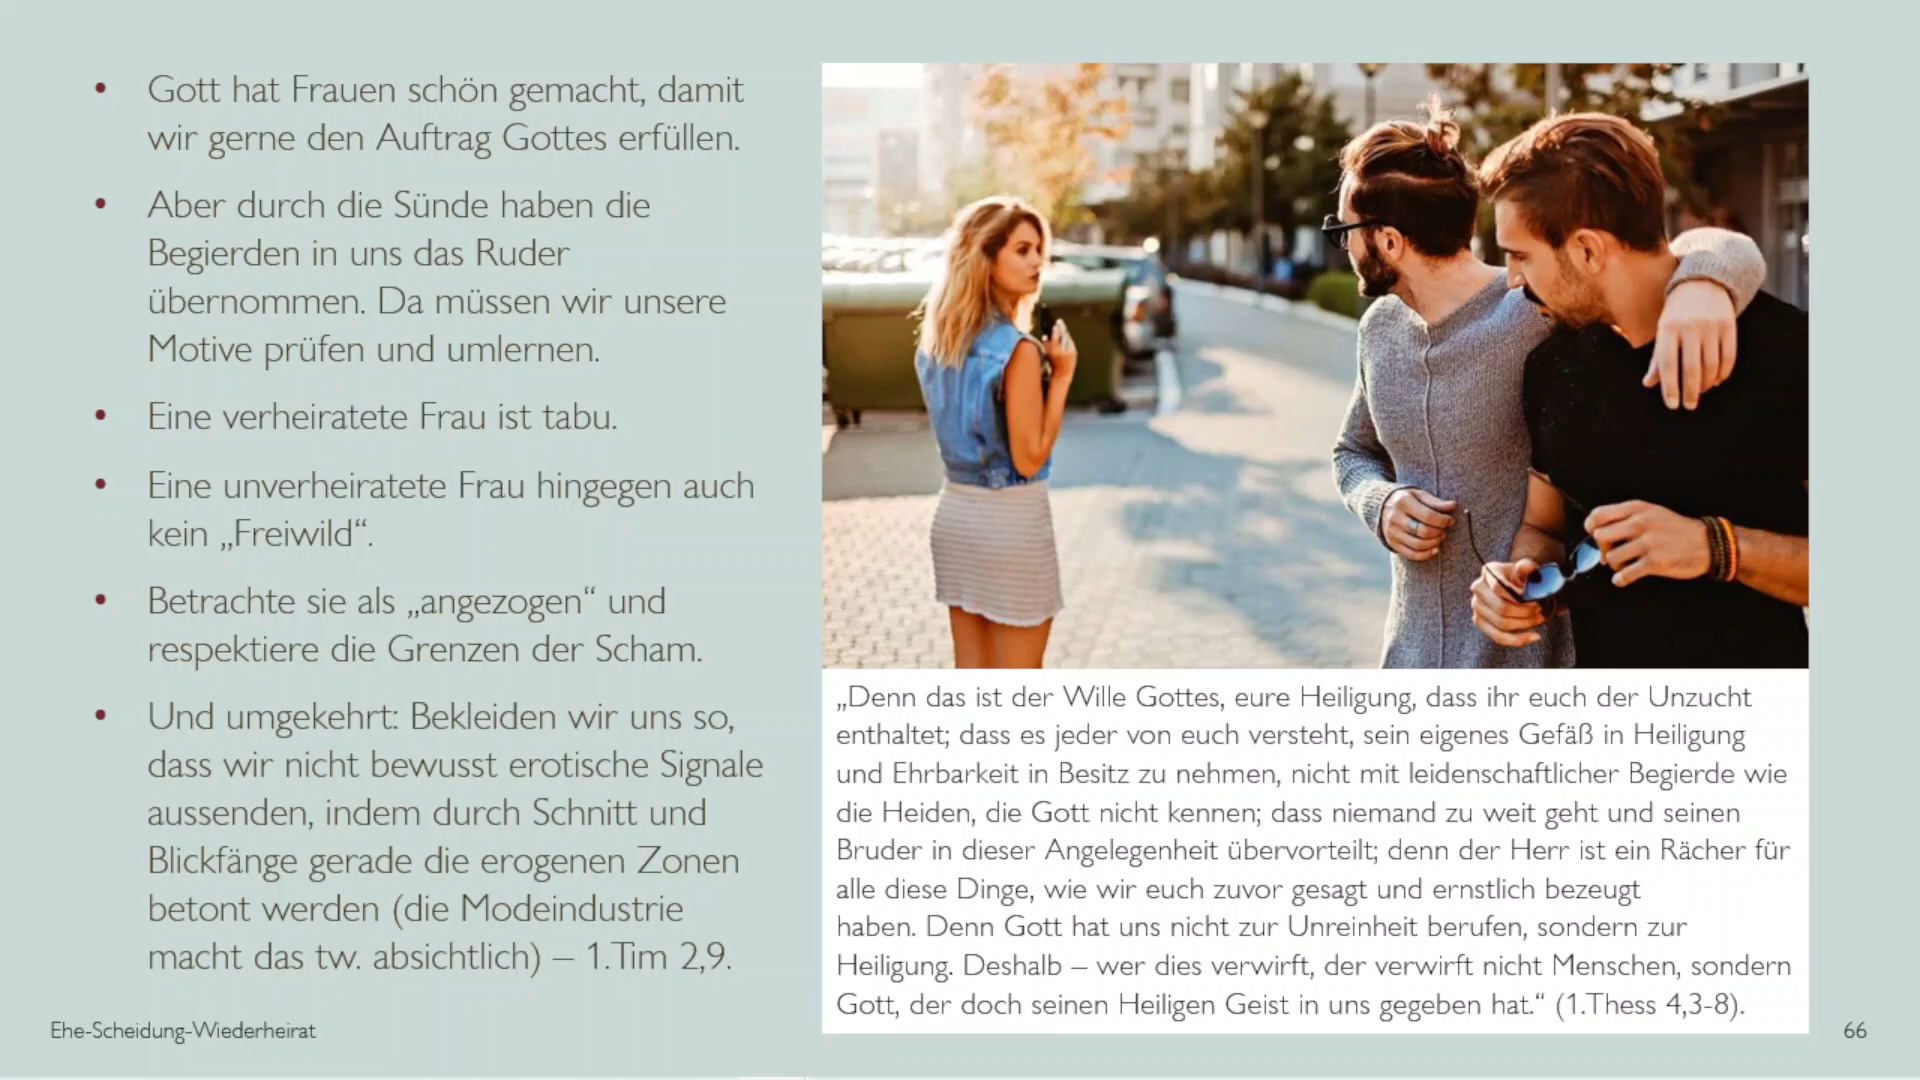 • Gott hat Frauen schön gemacht, damit
wir gerne den Auftrag Gottes erfüllen.
• Aber durch die Sünde haben die
Begierden in uns das Ruder
übernommen. Da müssen wir unsere
Motive prüfen und umlernen.
• Eine verheiratete Frau ist tabu.
• Eine unverheiratete Frau hingegen auch
kein „Freiwild“.
• Betrachte sie als „angezogen“ und
respektiere die Grenzen der Scham.
• Und umgekehrt: Bekleiden wir uns so,
dass wir nicht bewusst erotische Signale
aussenden, indem durch Schnitt und
Blickfänge gerade die erogenen Zonen
betont werden (die Modeindustrie
macht das tw. absichtlich) – 1.Tim 2,9.
„Denn das ist der Wille Gottes, eure Heiligung, dass ihr euch der Unzucht
enthaltet; dass es jeder von euch versteht, sein eigenes Gefäß in Heiligung
und Ehrbarkeit in Besitz zu nehmen, nicht mit leidenschaftlicher Begierde wie
die Heiden, die Gott nicht kennen; dass niemand zu weit geht und seinen
Bruder in dieser Angelegenheit übervorteilt; denn der Herr ist ein Rächer für
alle diese Dinge, wie wir euch zuvor gesagt und ernstlich bezeugt
haben. Denn Gott hat uns nicht zur Unreinheit berufen, sondern zur
Heiligung. Deshalb – wer dies verwirft, der verwirft nicht Menschen, sondern
Gott, der doch seinen Heiligen Geist in uns gegeben hat.“ (1.Thess 4,3-8).
Ehe-Scheidung-Wiederheirat
66